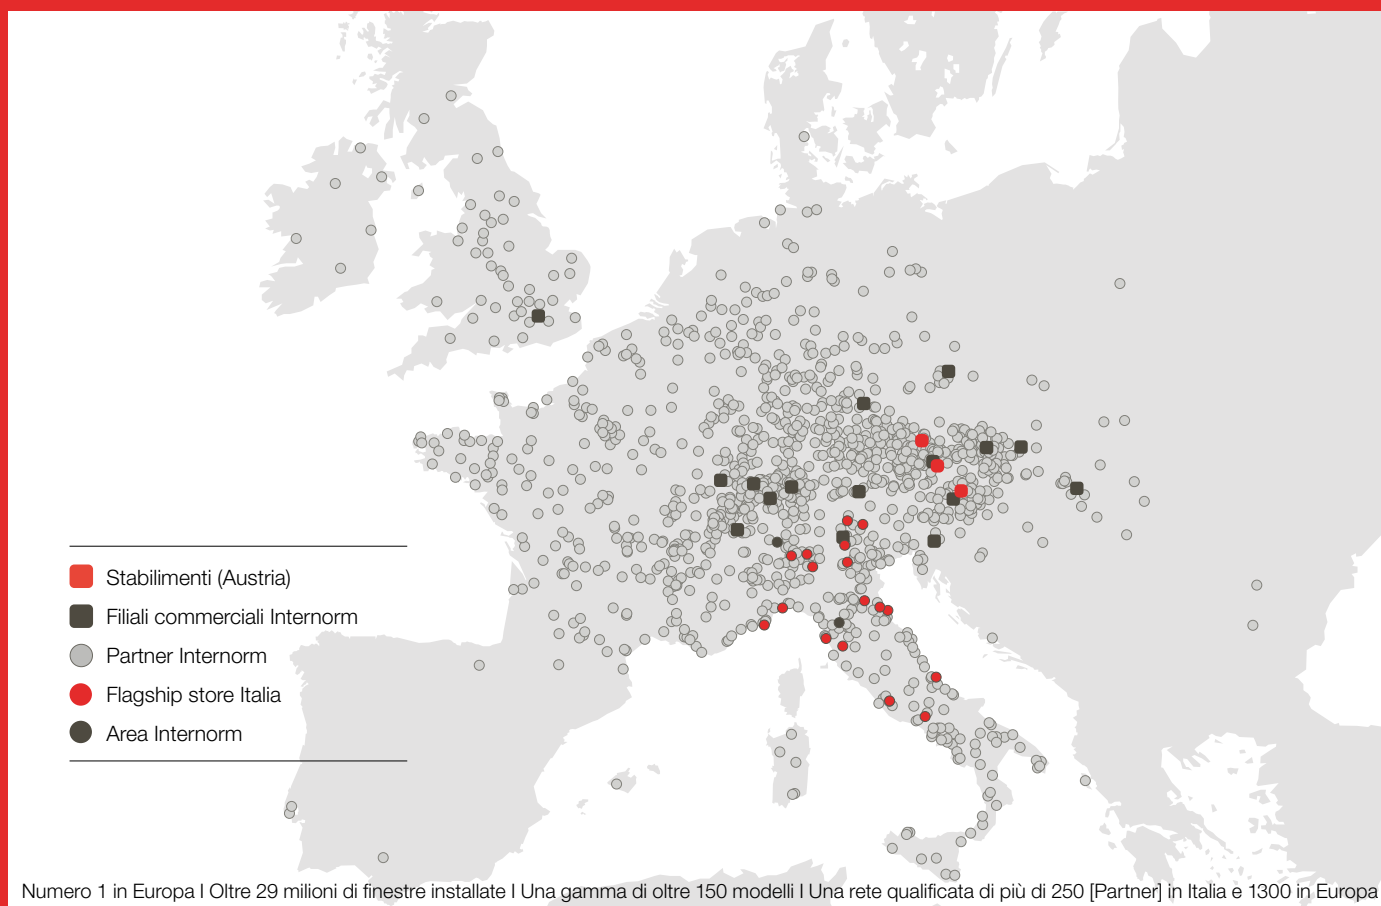 Stabilimenti (Austria)
Filiali commerciali Internorm
Partner Internorm
Flagship store Italia
Area Internorm
Numero 1 in Europa I Oltre 29 milioni di finestre installate I Una gamma di oltre 150 modelli I Una rete qualificata di più di 250 [Partner] in Italia e 1300 in Europa